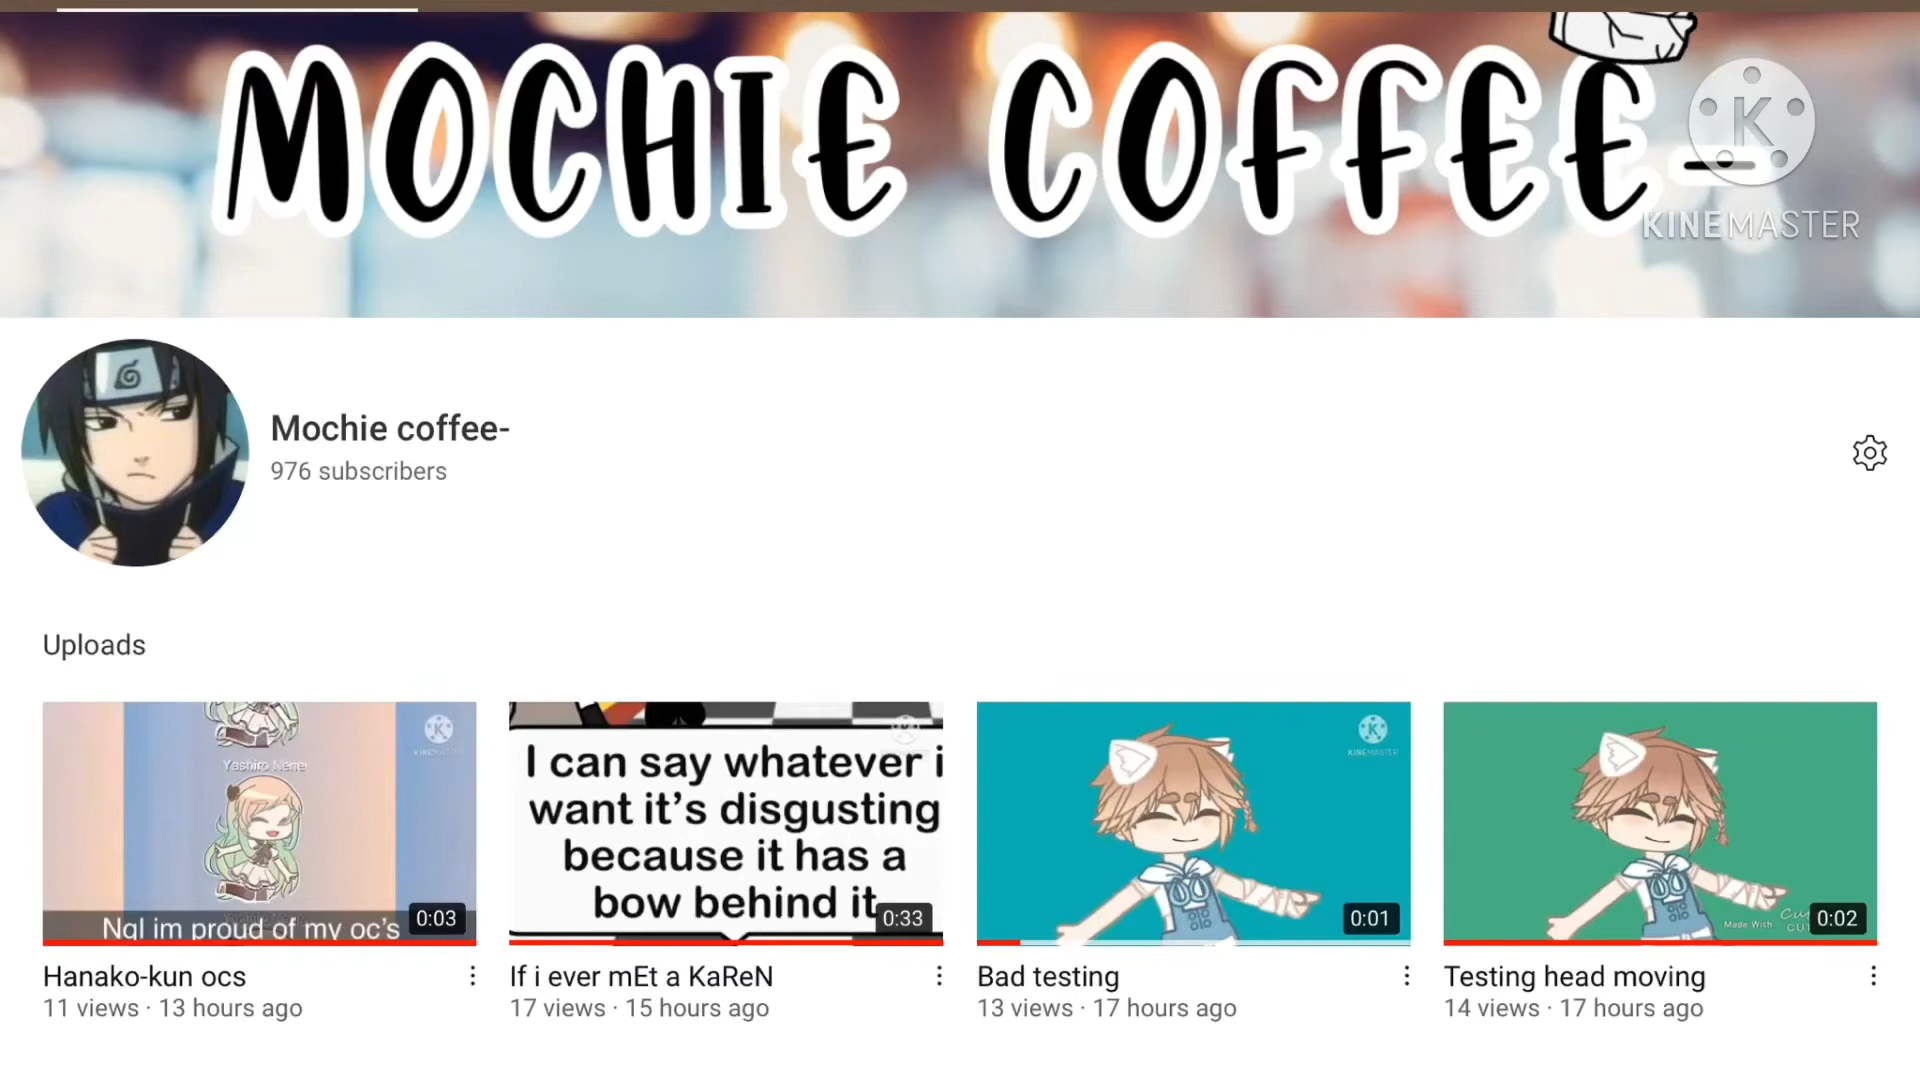 MOCHIE COFFEE-
K
KINEMASTER
Mochie coffee-
976 subscribers
Uploads
Yashiro Nene
Ngl im proud of my oc's
0:03
I can say whatever i
want it's disgusting
because it has a
bow behind it
0:33
KINEMASTER
0:01
Made With
0:02
Hanako-kun ocs
11 views · 13 hours ago
If i ever mEt a KaReN
17 views · 15 hours ago
Bad testing
13 views · 17 hours ago
Testing head moving
14 views · 17 hours ago